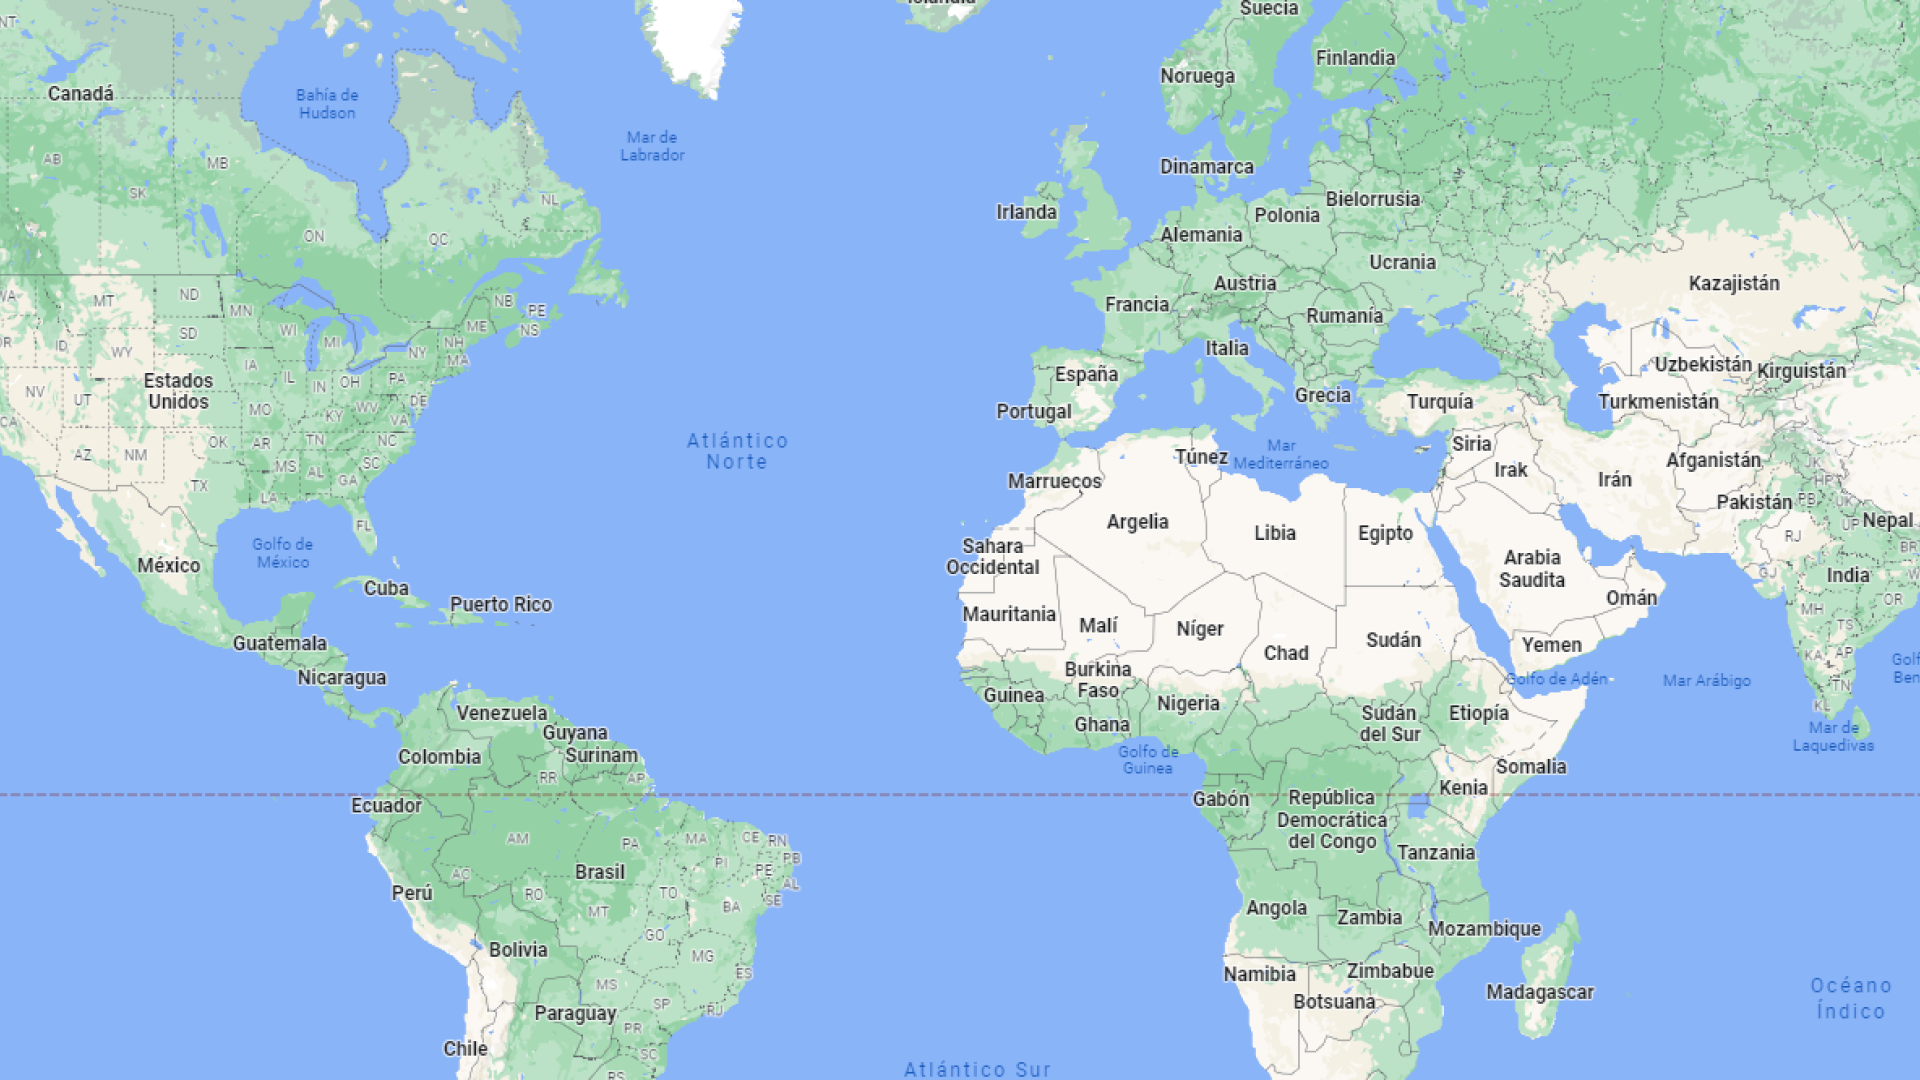 Islandia
Suecia
NT
Finlandia
Noruega
Canadá
Bahía de
Hudson
Mar de
Labrador
AB
MB
SK
Dinamarca
NL
Bielorrusia
Irlanda
Polonia
ON
QC
Alemania
Ucrania
Austria
Kazajistán
WA
MT
ND
NB
PE
Francia
Rumanía
MN
ME
NS
OR
ID
WY
SD
WI
MI
NY
NH
MA
Italia
Uzbekistán
Kirguistán
IA
España
Estados
Unidos
NV
UT
IL
IN
OH
PA
DE
Grecia
Turquía
Turkmenistán
Portugal
CA
MO
KY
WV
VA
Atlántico
Norte
OK
AR
TN
NC
Siria
Mar
Mediterráneo
Túnez
AZ
NM
MS
AL
GA
SC
Irak
Irán
Afganistán
JK
HP
Marruecos
TX
LA
Pakistán
PB
UK
FL
Argelia
Libia
Egipto
UP
Nepal
RJ
Golfo de
México
México
Sahara
Occidental
Arabia
Saudita
BR
GJ
India
Cuba
Puerto Rico
Omán
OR
MH
Mauritania
Malí
Níger
Chad
Sudán
TS
Guatemala
Yemen
KA
AP
Golf
Ben
Nicaragua
Burkina
Faso
Golfo de Adén
Mar Arábigo
TN
Guinea
Nigeria
KL
Venezuela
Ghana
Sudán
del Sur
Etiopía
Guyana
Mar de
Laquedivas
Colombia
Surinam
Golfo de
Guinea
Somalia
RR
AP
Kenia
Ecuador
Gabón
República
Democrática
del Congo
AM
PA
MA
CE
RN
Tanzania
PB
PI
PE
Brasil
AC
AL
Perú
RO
TO
SE
MT
BA
Angola
Zambia
Mozambique
GO
Bolivia
MG
ES
Namibia
Zimbabue
MS
Botsuana
Madagascar
Océano
Índico
SP
RJ
Paraguay
PR
Chile
SC
Atlántico Sur
RS